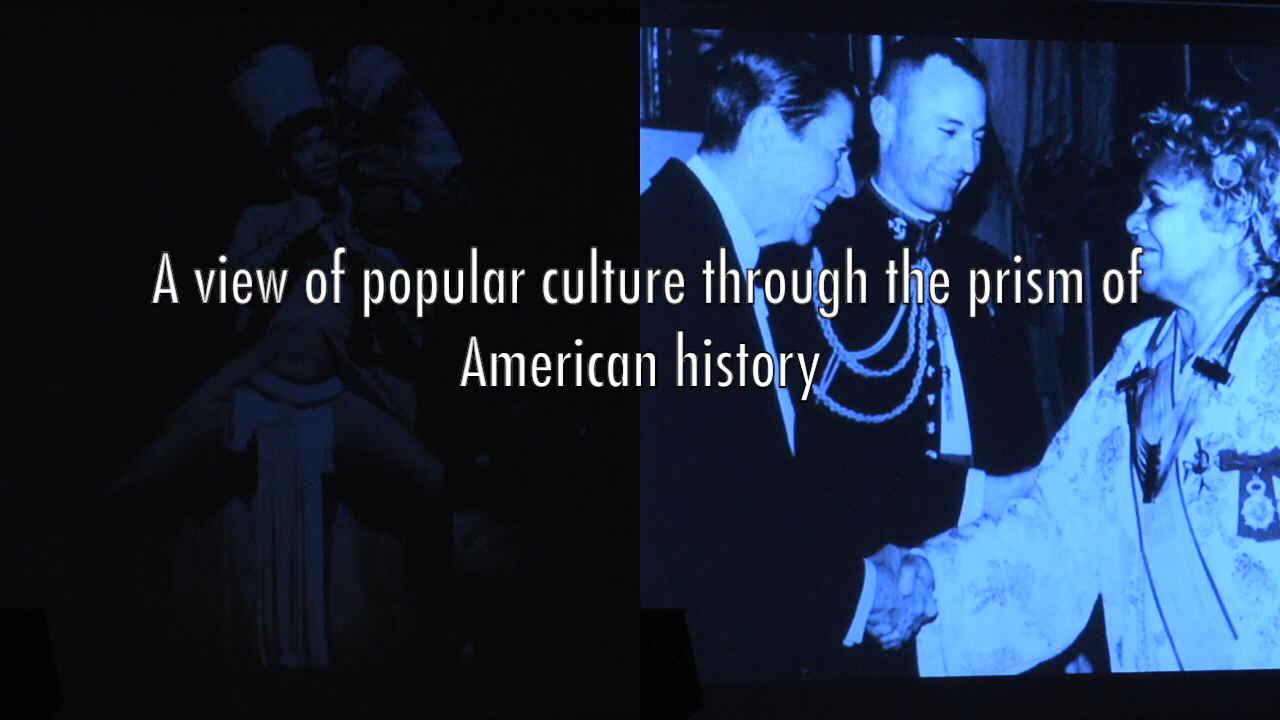 A view of popular culture through the prism of
American history